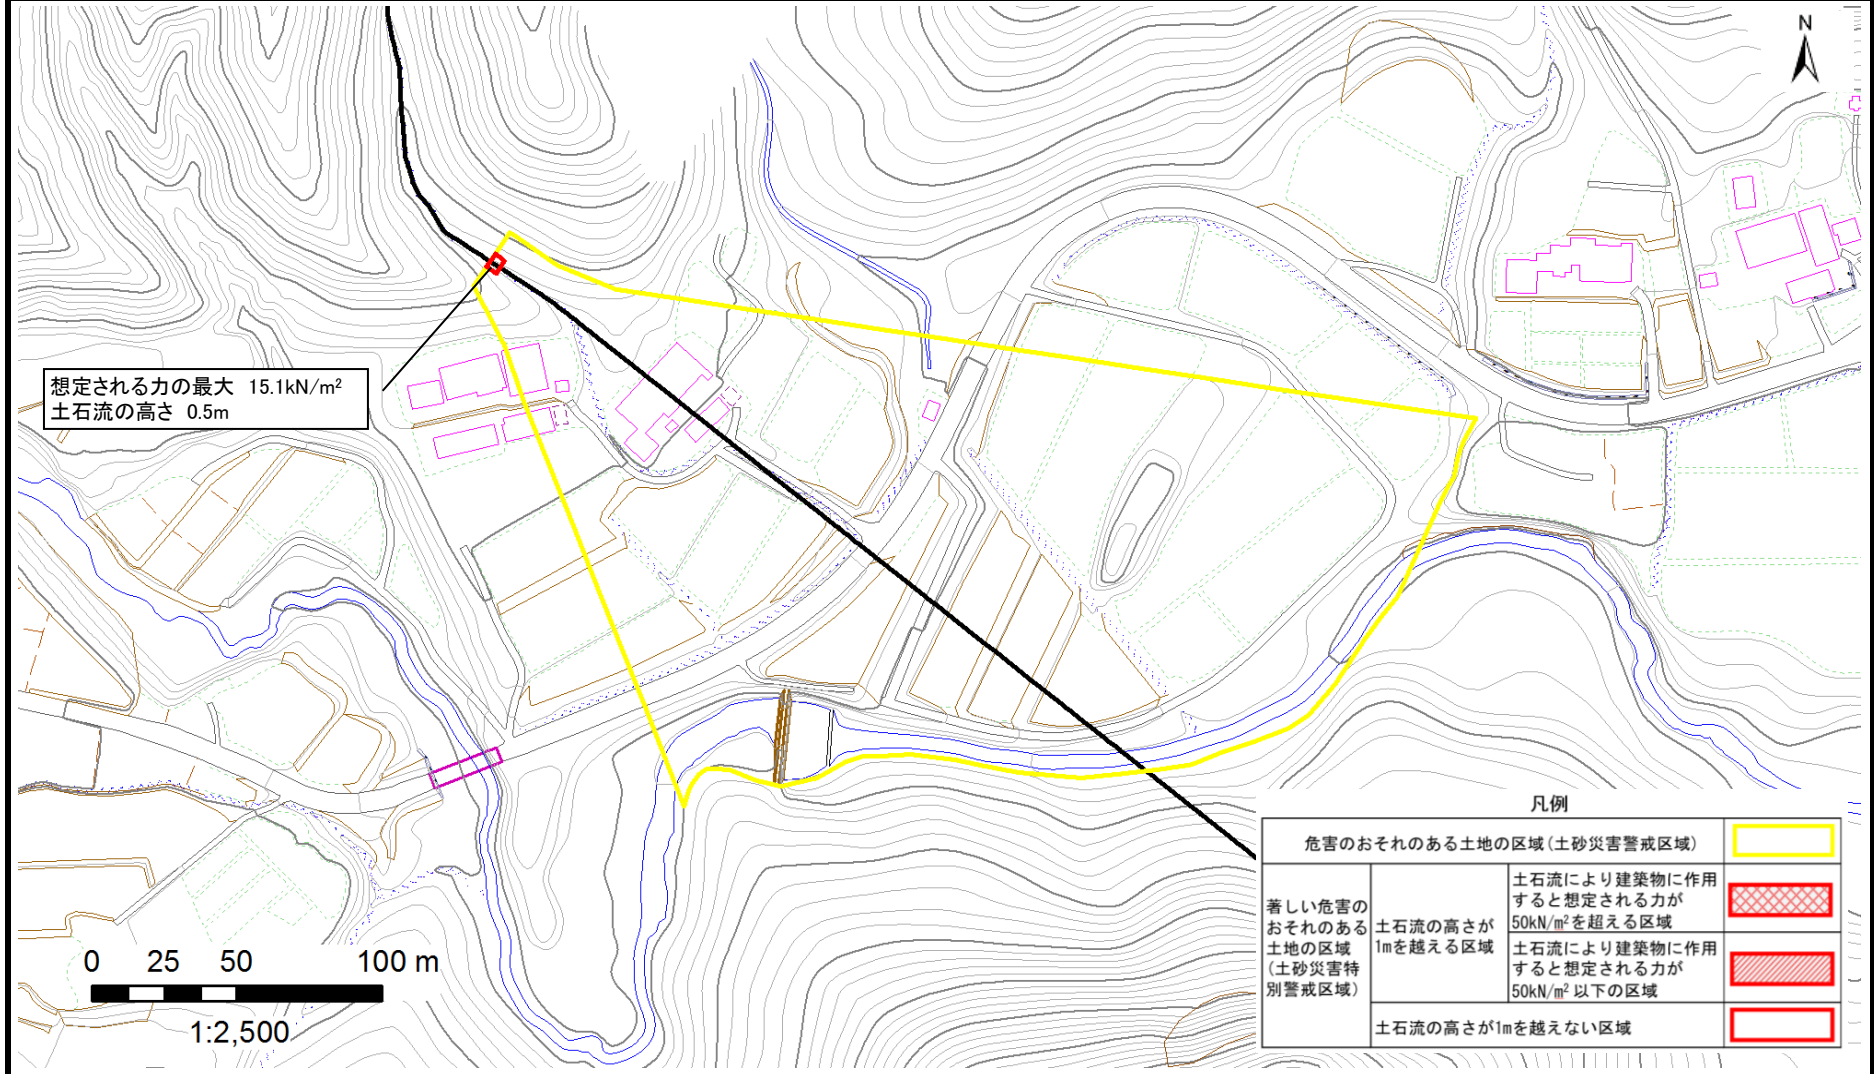 N
想定される力の最大 15.1kN/m²
土石流の高さ 0.5m
0 25 50 100 m
1:2,500
凡例
危害のおそれのある土地の区域(土砂災害警戒区域)
著しい危害の
おそれのある
土地の区域
(土砂災害特
別警戒区域)
土石流の高さが
1mを越える区域
土石流により建築物に作用
すると想定される力が
50kN/㎡を超える区域
土石流により建築物に作用
すると想定される力が
50kN/㎡以下の区域
土石流の高さが1mを越えない区域